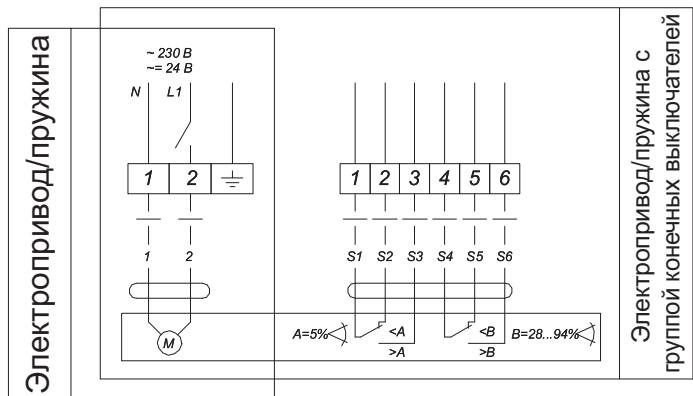 Электропривод/пружина
~ 230 В
~= 24 В
N L1
1 2
1 2 3 4 5 6
1 2
S1 S2 S3 S4 S5 S6
M
A=5%
<A
>A
<B
>B
B=28...94%
Электропривод/пружина с
группой конечных выключателей